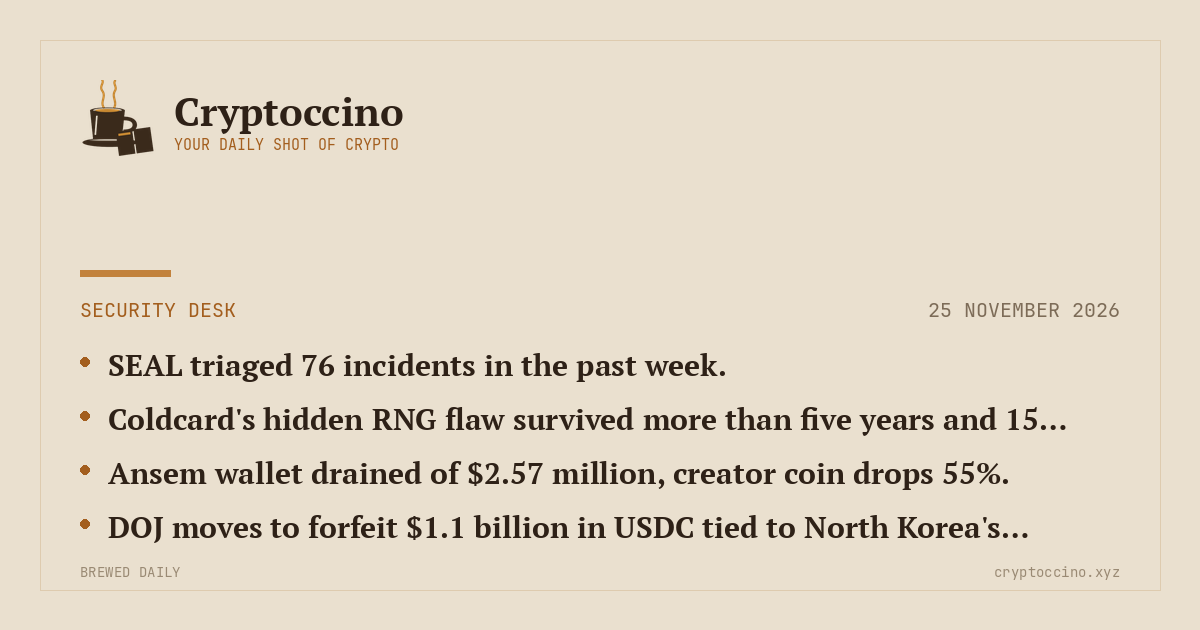 Cryptoccino
YOUR DAILY SHOT OF CRYPTO
SECURITY DESK
25 NOVEMBER 2026
SEAL triaged 76 incidents in the past week.
Coldcard's hidden RNG flaw survived more than five years and 15…
Ansem wallet drained of $2.57 million, creator coin drops 55%.
DOJ moves to forfeit $1.1 billion in USDC tied to North Korea's…
BREWED DAILY
cryptoccino.xyz